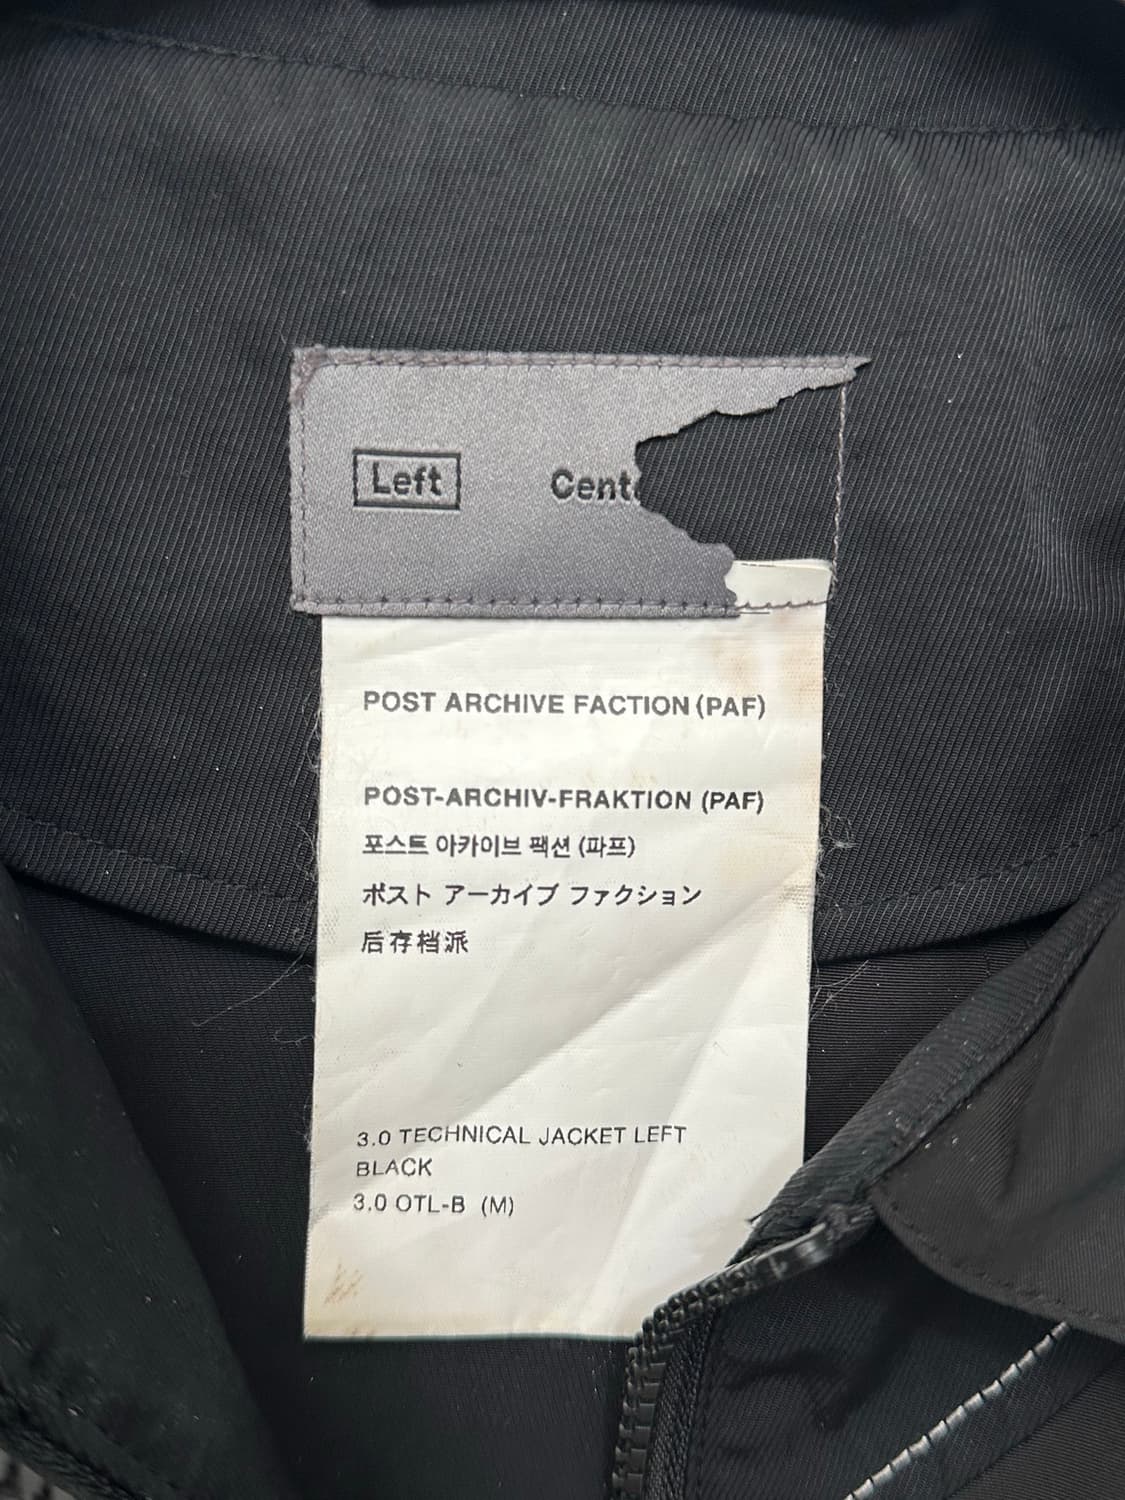 Left
POST ARCHIVE FACTION (PAF)
POST-ARCHIV-FRAKTION (PAF)
포스트 아카이브 팩션 (파프)
ポスト アーカイブ ファクション
后存档派
3.0 TECHNICAL JACKET LEFT
BLACK
3.0 OTL-B (M)